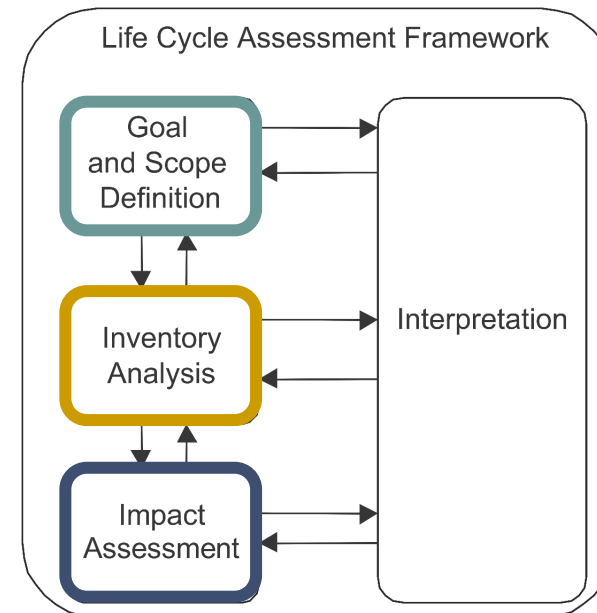 Life Cycle Assessment Framework
Goal
and Scope
Definition
Inventory
Analysis
Interpretation
Impact
Assessment